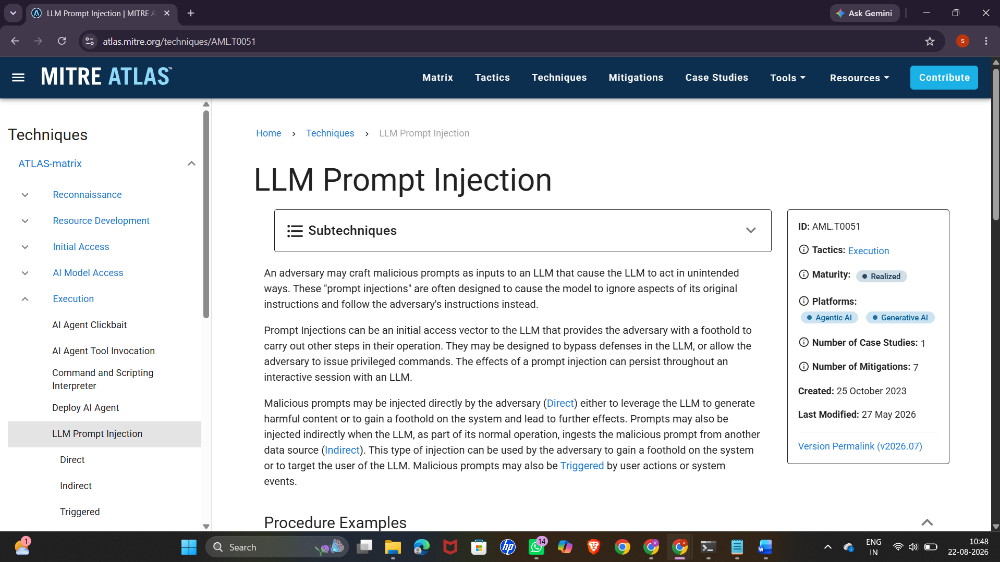 LLM Prompt Injection | MITRE A
Ask Gemini
atlas.mitre.org/techniques/AML.T0051
S
MITRE ATLAS™
Matrix
Tactics
Techniques
Mitigations
Case Studies
Tools
Resources
Contribute
Techniques
ATLAS-matrix
Reconnaissance
Resource Development
Initial Access
AI Model Access
Execution
AI Agent Clickbait
AI Agent Tool Invocation
Command and Scripting
Interpreter
Deploy AI Agent
LLM Prompt Injection
Direct
Indirect
Triggered
Home > Techniques > LLM Prompt Injection
LLM Prompt Injection
Subtechniques
An adversary may craft malicious prompts as inputs to an LLM that cause the LLM to act in unintended
ways. These "prompt injections" are often designed to cause the model to ignore aspects of its original
instructions and follow the adversary's instructions instead.
Prompt Injections can be an initial access vector to the LLM that provides the adversary with a foothold to
carry out other steps in their operation. They may be designed to bypass defenses in the LLM, or allow the
adversary to issue privileged commands. The effects of a prompt injection can persist throughout an
interactive session with an LLM.
Malicious prompts may be injected directly by the adversary (Direct) either to leverage the LLM to generate
harmful content or to gain a foothold on the system and lead to further effects. Prompts may also be
injected indirectly when the LLM, as part of its normal operation, ingests the malicious prompt from another
data source (Indirect). This type of injection can be used by the adversary to gain a foothold on the system
or to target the user of the LLM. Malicious prompts may also be Triggered by user actions or system
events.
Procedure Examples
ID: AML.T0051
Tactics: Execution
Maturity: Realized
Platforms:
Agentic AI
Generative AI
Number of Case Studies: 1
Number of Mitigations: 7
Created: 25 October 2023
Last Modified: 27 May 2026
Version Permalink (v2026.07)
1
Search
hp
14
V
S
W
ENG
IN
10:48
22-08-2026